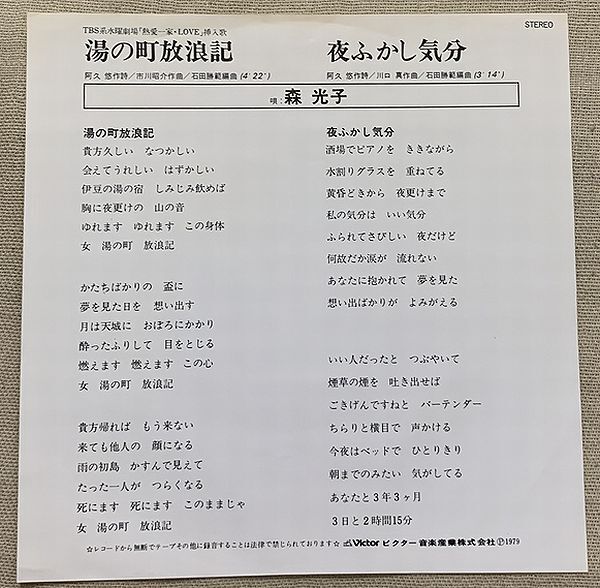 STEREO
TBS系水曜劇場「熱愛一家・LOVE」挿入歌
湯の町放浪記
阿久 悠作詩／市川昭介作曲／石田勝範編曲(4′22″)
夜ふかし気分
阿久 悠作詩／川口 真作曲／石田勝範編曲(3′14″)
唄：森 光子
湯の町放浪記
貴方久しい なつかしい
会えてうれしい はずかしい
伊豆の湯の宿 しみじみ飲めば
胸に夜更けの 山の音
ゆれます ゆれます この身体
女 湯の町 放浪記
かたちばかりの 盃に
夢を見た日を 想い出す
月は天城に おぼろにかかり
酔ったふりして 目をとじる
燃えます 燃えます この心
女 湯の町 放浪記
貴方帰れば もう来ない
来ても他人の 顔になる
雨の初島 かすんで見えて
たった一人が つらくなる
死にます 死にます このままじゃ
女 湯の町 放浪記
夜ふかし気分
酒場でピアノを ききながら
水割りグラスを 重ねてる
黄昏どきから 夜更けまで
私の気分は いい気分
ふられてさびしい 夜だけど
何故だか涙が 流れない
あなたに抱かれて 夢を見た
想い出ばかりが よみがえる
いい人だったと つぶやいて
煙草の煙を 吐き出せば
ごきげんですねと バーテンダー
ちらりと横目で 声かける
今夜はベッドで ひとりきり
朝までのみたい 気がしてる
あなたと3年3ヶ月
3日と2時間15分
☆レコードから無断でテープその他に録音することは法律で禁じられております☆
Victor ビクター音楽産業株式会社 Ⓟ1979